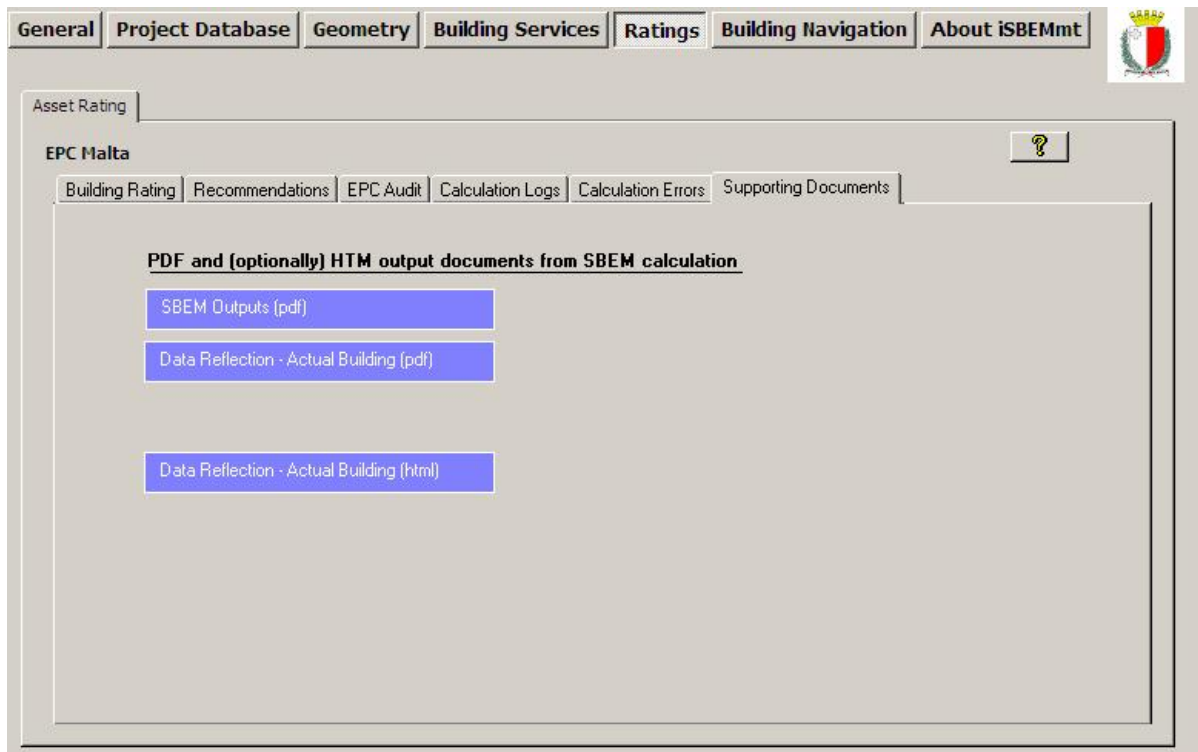 General Project Database Geometry Building Services Ratings Building Navigation About iSBEMmt
Asset Rating
EPC Malta
?
Building Rating Recommendations EPC Audit Calculation Logs Calculation Errors Supporting Documents
PDF and (optionally) HTM output documents from SBEM calculation
SBEM Outputs (pdf)
Data Reflection - Actual Building (pdf)
Data Reflection - Actual Building (html)